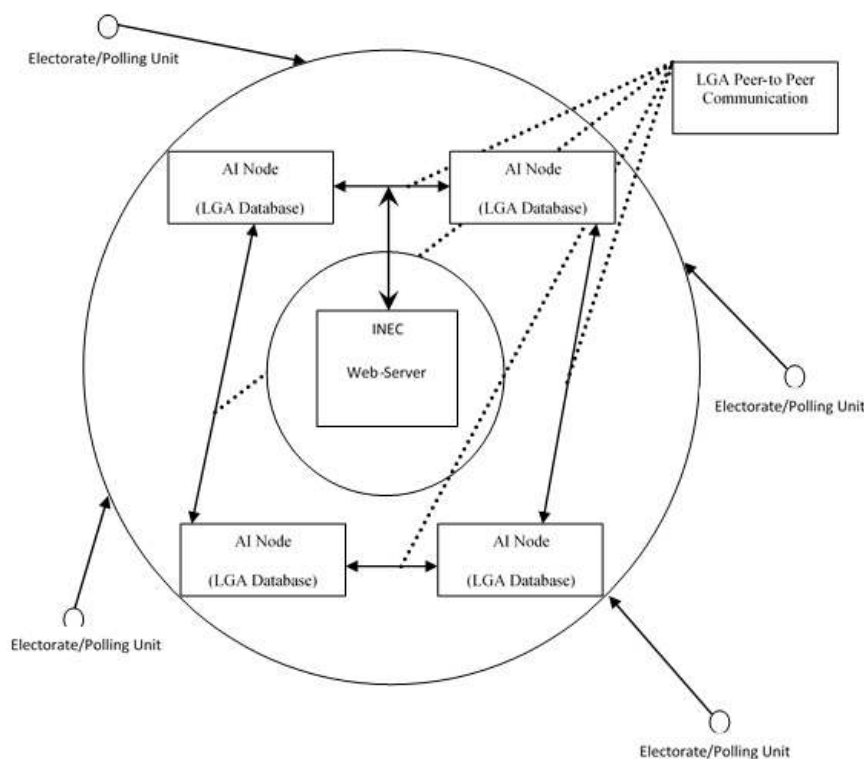 Electorate/Polling Unit
LGA Peer-to Peer
Communication
AI Node
(LGA Database)
AI Node
(LGA Database)
INEC
Web-Server
Electorate/Polling Unit
AI Node
(LGA Database)
AI Node
(LGA Database)
Electorate/Polling Unit
Electorate/Polling Unit